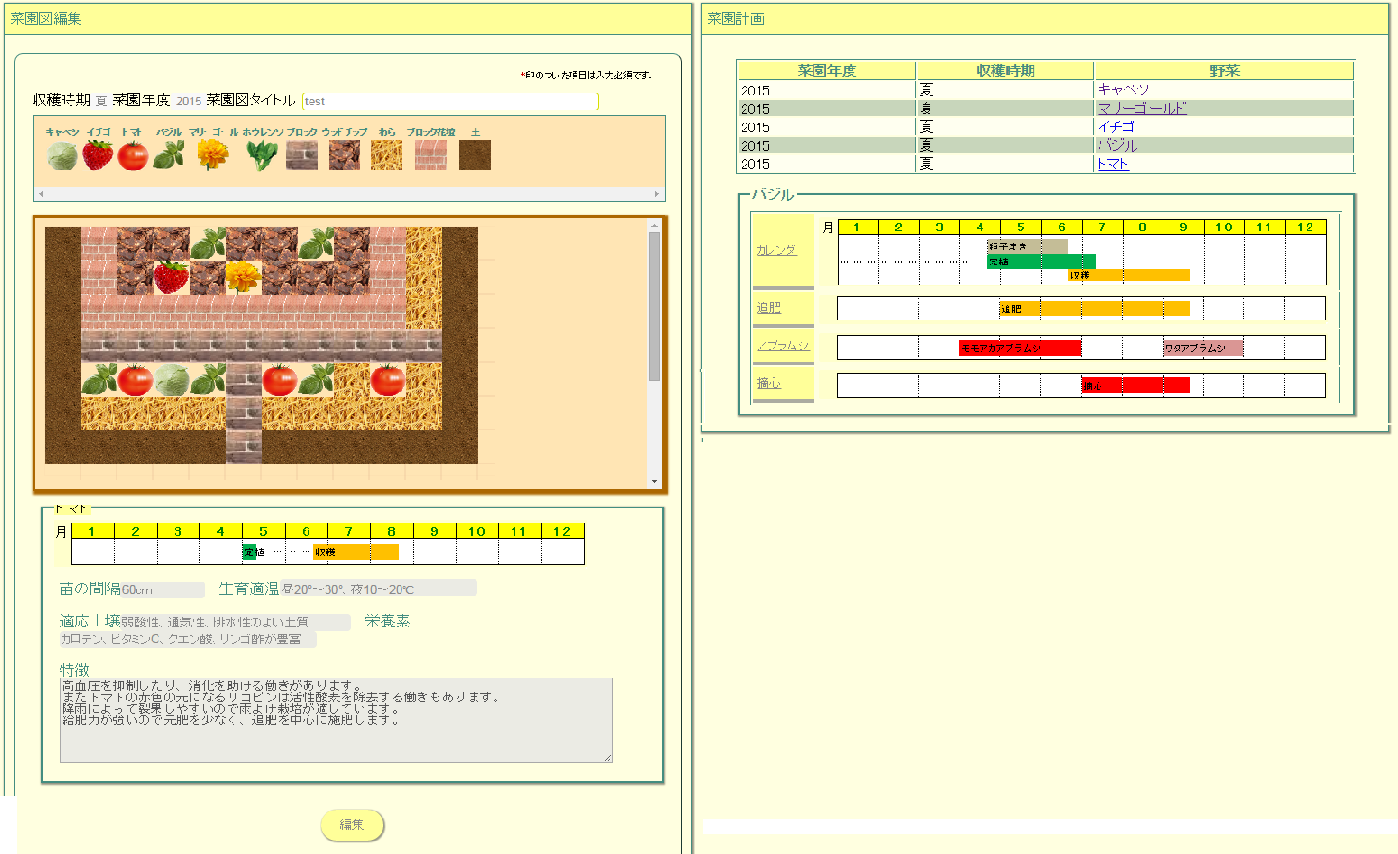 菜園図編集
*印のついた項目は入力必須です。
収穫時期 夏 菜園年度 2015 菜園図タイトル test
キャベツ イチゴ トマト バジル マリーゴールド ホウレンソ ブロック ウッドチップ わら ブロック花壇 土
トマト
月 1 2 3 4 5 6 7 8 9 10 11 12
定植 収穫
苗の間隔 60cm 生育適温 昼20°~30°、夜10~20℃
適応土壌 弱酸性、通気性、排水性のよい土質 栄養素
カロテン、ビタミンC、クエン酸、リンゴ酸が豊富
特徴
高血圧を抑制したり、消化を助ける働きがあります。
またトマトの赤色の元になるリコピンは活性酸素を除去する働きもあります。
降雨によって裂果しやすいので雨よけ栽培が適しています。
給肥力が強いので元肥を少なく、追肥を中心に施肥します。
編集
菜園計画
菜園年度 収穫時期 野菜
2015 夏 キャベツ
2015 夏 マリーゴールド
2015 夏 イチゴ
2015 夏 バジル
2015 夏 トマト
バジル
月 1 2 3 4 5 6 7 8 9 10 11 12
カレンダ
種子まき
定植
収穫
追肥 追肥
アブラムシ モモアカアブラムシ ワタアブラムシ
摘心 摘心